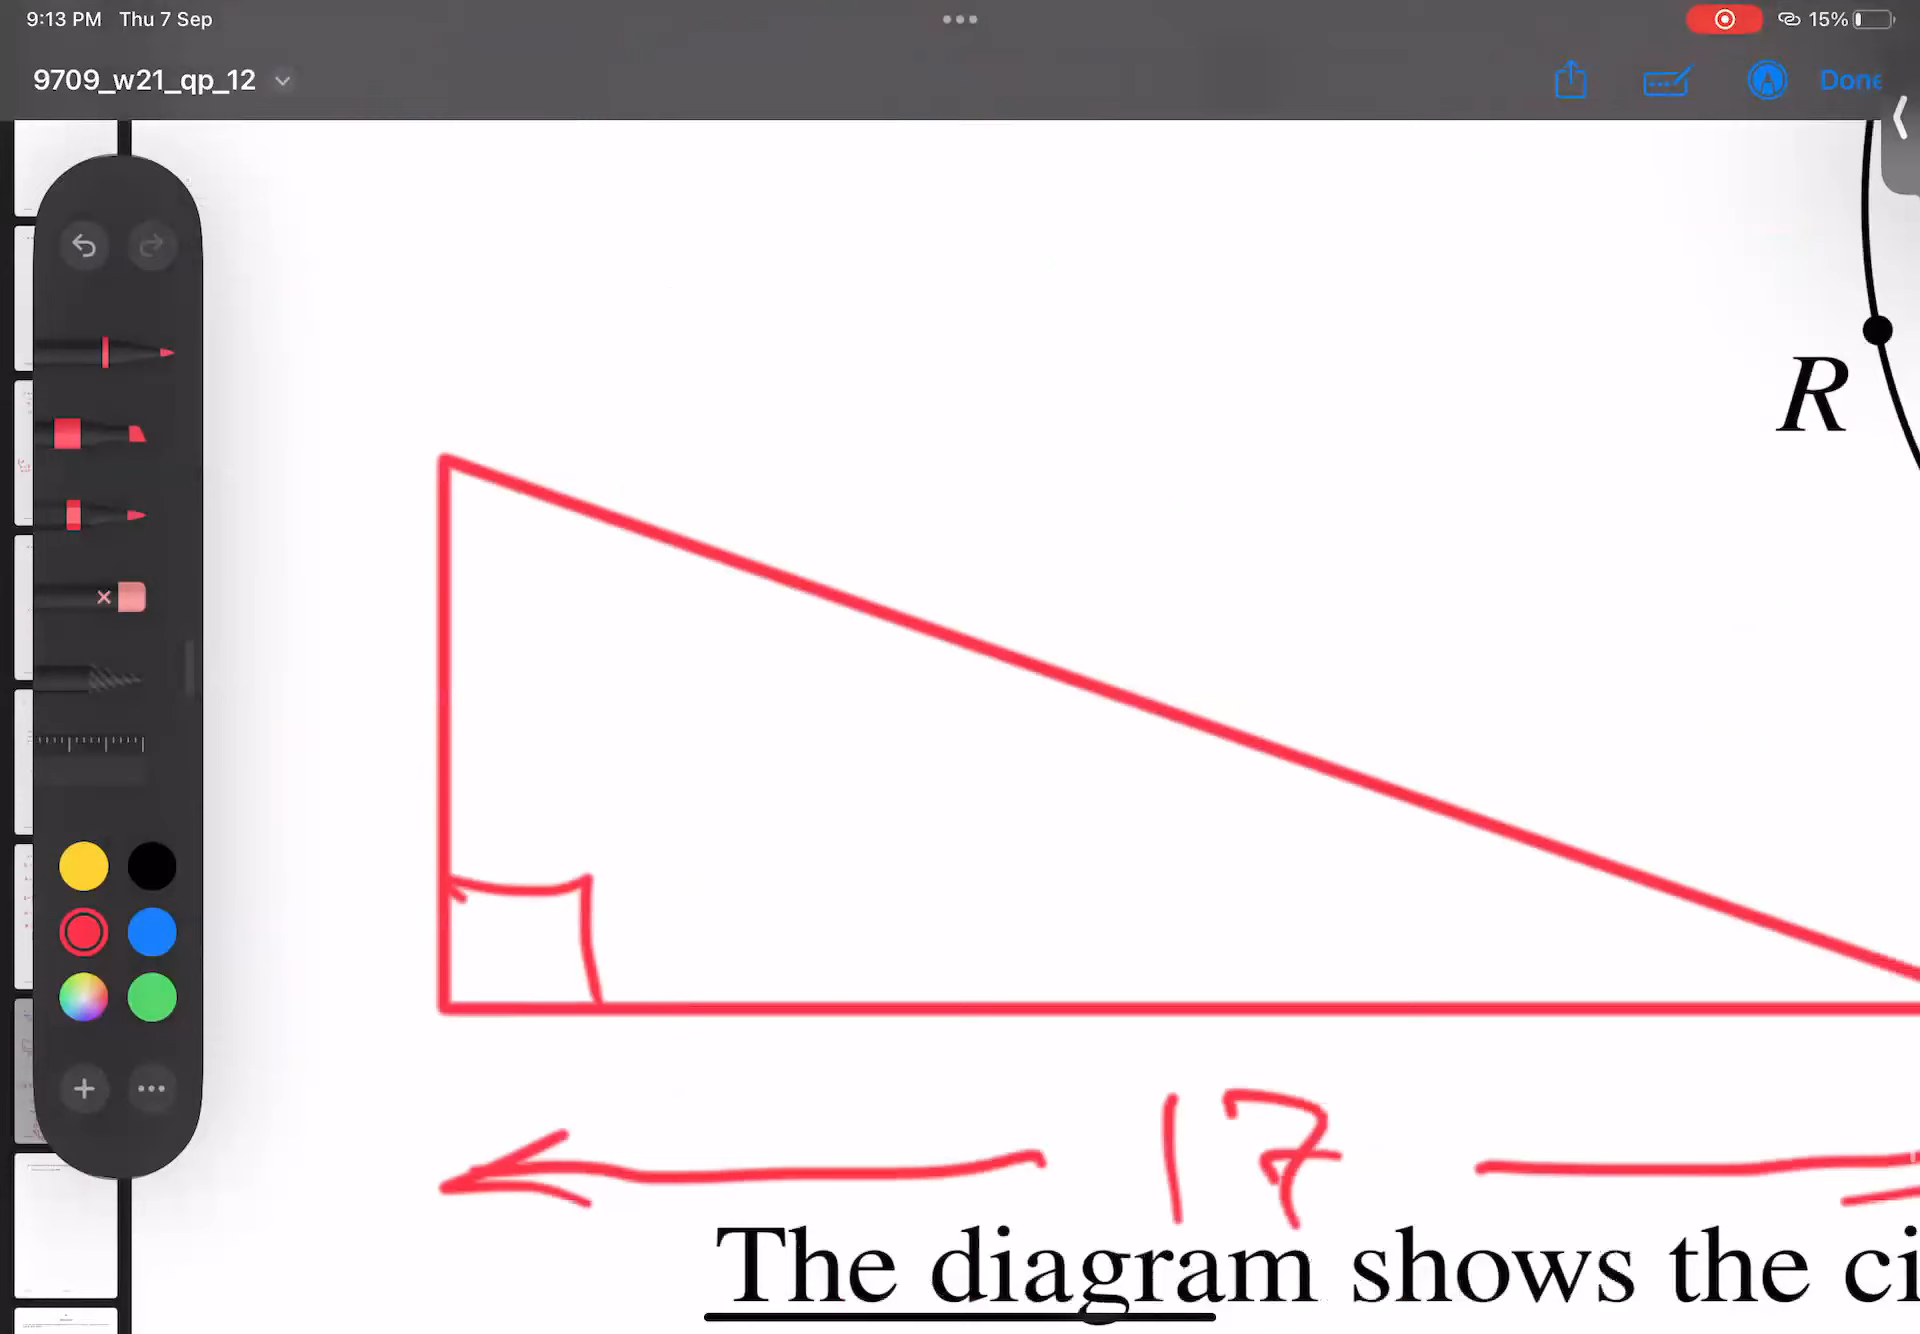 9:13 PM Thu 7 Sep
15%
9709_w21_qp_12
Done
R
17
The diagram shows the ci